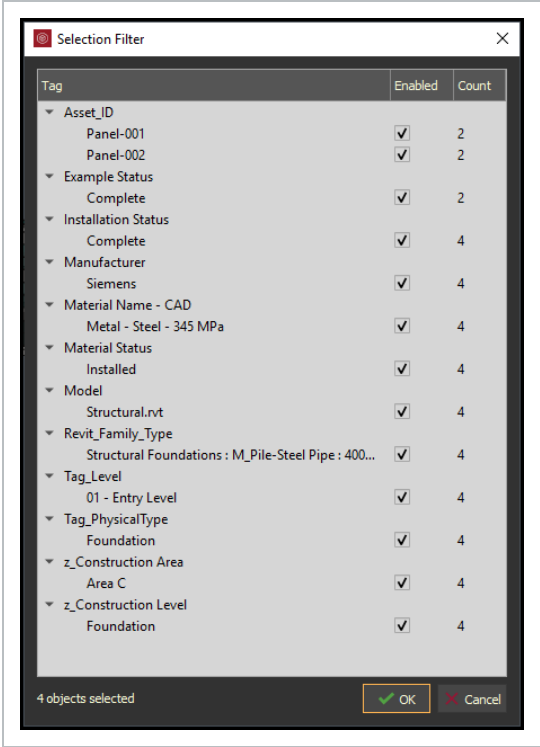 Selection Filter
Tag Enabled Count
Asset_ID
Panel-001 2
Panel-002 2
Example Status
Complete 2
Installation Status
Complete 4
Manufacturer
Siemens 4
Material Name - CAD
Metal - Steel - 345 MPa 4
Material Status
Installed 4
Model
Structural.rvt 4
Revit_Family_Type
Structural Foundations : M_Pile-Steel Pipe : 400... 4
Tag_Level
01 - Entry Level 4
Tag_PhysicalType
Foundation 4
z_Construction Area
Area C 4
z_Construction Level
Foundation 4
4 objects selected OK Cancel